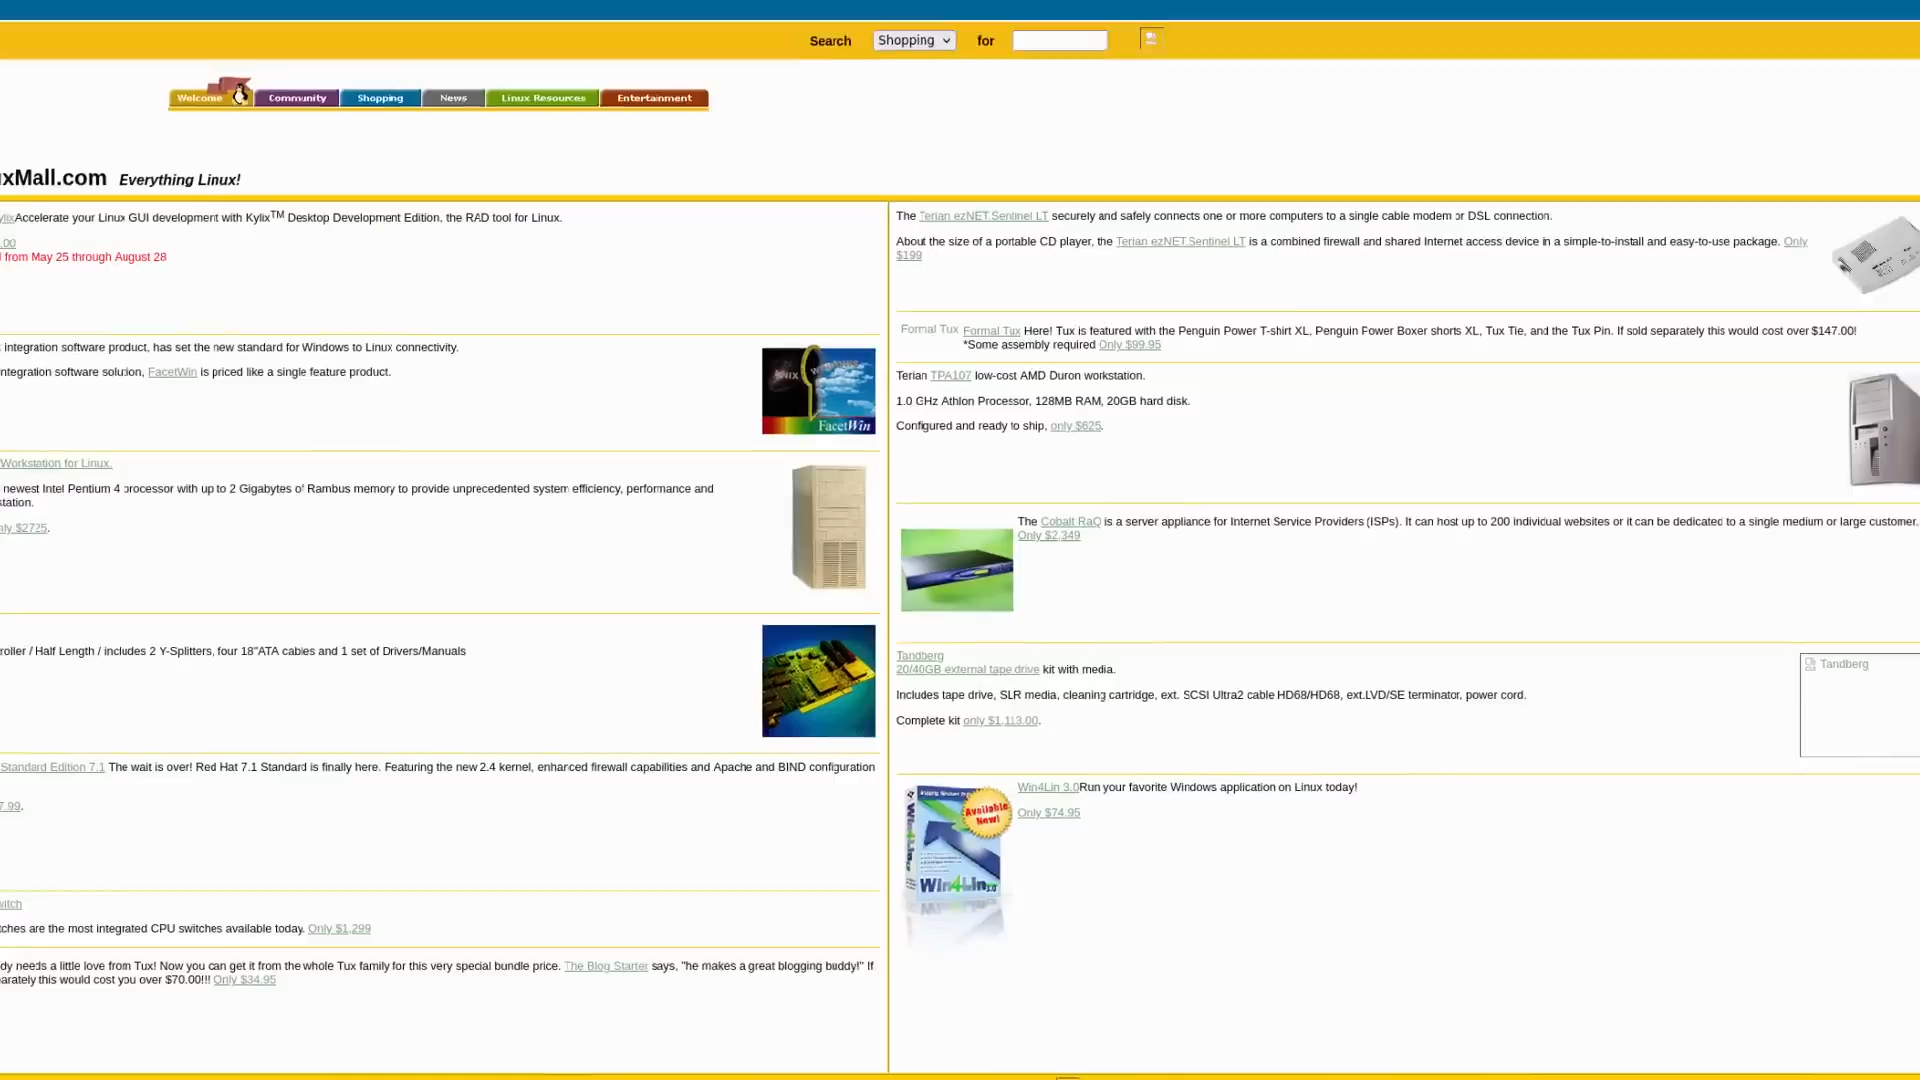 Search Shopping for
Welcome Community Shopping News Linux Resources Entertainment
xMall.com Everything Linux!
ylixAccelerate your Linux GUI development with Kylix™ Desktop Development Edition, the RAD tool for Linux.
.00
from May 25 through August 28
integration software product, has set the new standard for Windows to Linux connectivity.
ntegration software solution, FacetWin is priced like a single feature product.
FacetWin
Workstation for Linux.
newest Intel Pentium 4 processor with up to 2 Gigabytes of Rambus memory to provide unprecedented system efficiency, performance and
station.
nly $2725.
roller / Half Length / includes 2 Y-Splitters, four 18"ATA cables and 1 set of Drivers/Manuals
Standard Edition 7.1 The wait is over! Red Hat 7.1 Standard is finally here. Featuring the new 2.4 kernel, enhanced firewall capabilities and Apache and BIND configuration
7.99.
witch
tches are the most integrated CPU switches available today. Only $1,299
dy needs a little love from Tux! Now you can get it from the whole Tux family for this very special bundle price. The Blog Starter says, "he makes a great blogging buddy!" If
arately this would cost you over $70.00!!! Only $34.95
The Terian ezNET.Sentinel LT securely and safely connects one or more computers to a single cable modem or DSL connection.
About the size of a portable CD player, the Terian ezNET.Sentinel LT is a combined firewall and shared Internet access device in a simple-to-install and easy-to-use package. Only
$199
Formal Tux Formal Tux Here! Tux is featured with the Penguin Power T-shirt XL, Penguin Power Boxer shorts XL, Tux Tie, and the Tux Pin. If sold separately this would cost over $147.00!
*Some assembly required Only $99.95
Terian TPA107 low-cost AMD Duron workstation.
1.0 GHz Athlon Processor, 128MB RAM, 20GB hard disk.
Configured and ready to ship, only $625.
The Cobalt RaQ is a server appliance for Internet Service Providers (ISPs). It can host up to 200 individual websites or it can be dedicated to a single medium or large customer.
Only $2,349
Tandberg
20/40GB external tape drive kit with media.
Tandberg
Includes tape drive, SLR media, cleaning cartridge, ext. SCSI Ultra2 cable HD68/HD68, ext.LVD/SE terminator, power cord.
Complete kit only $1,113.00.
Win4Lin 3.0Run your favorite Windows application on Linux today!
Only $74.95
Available
Now!
Win4Lin 3.0